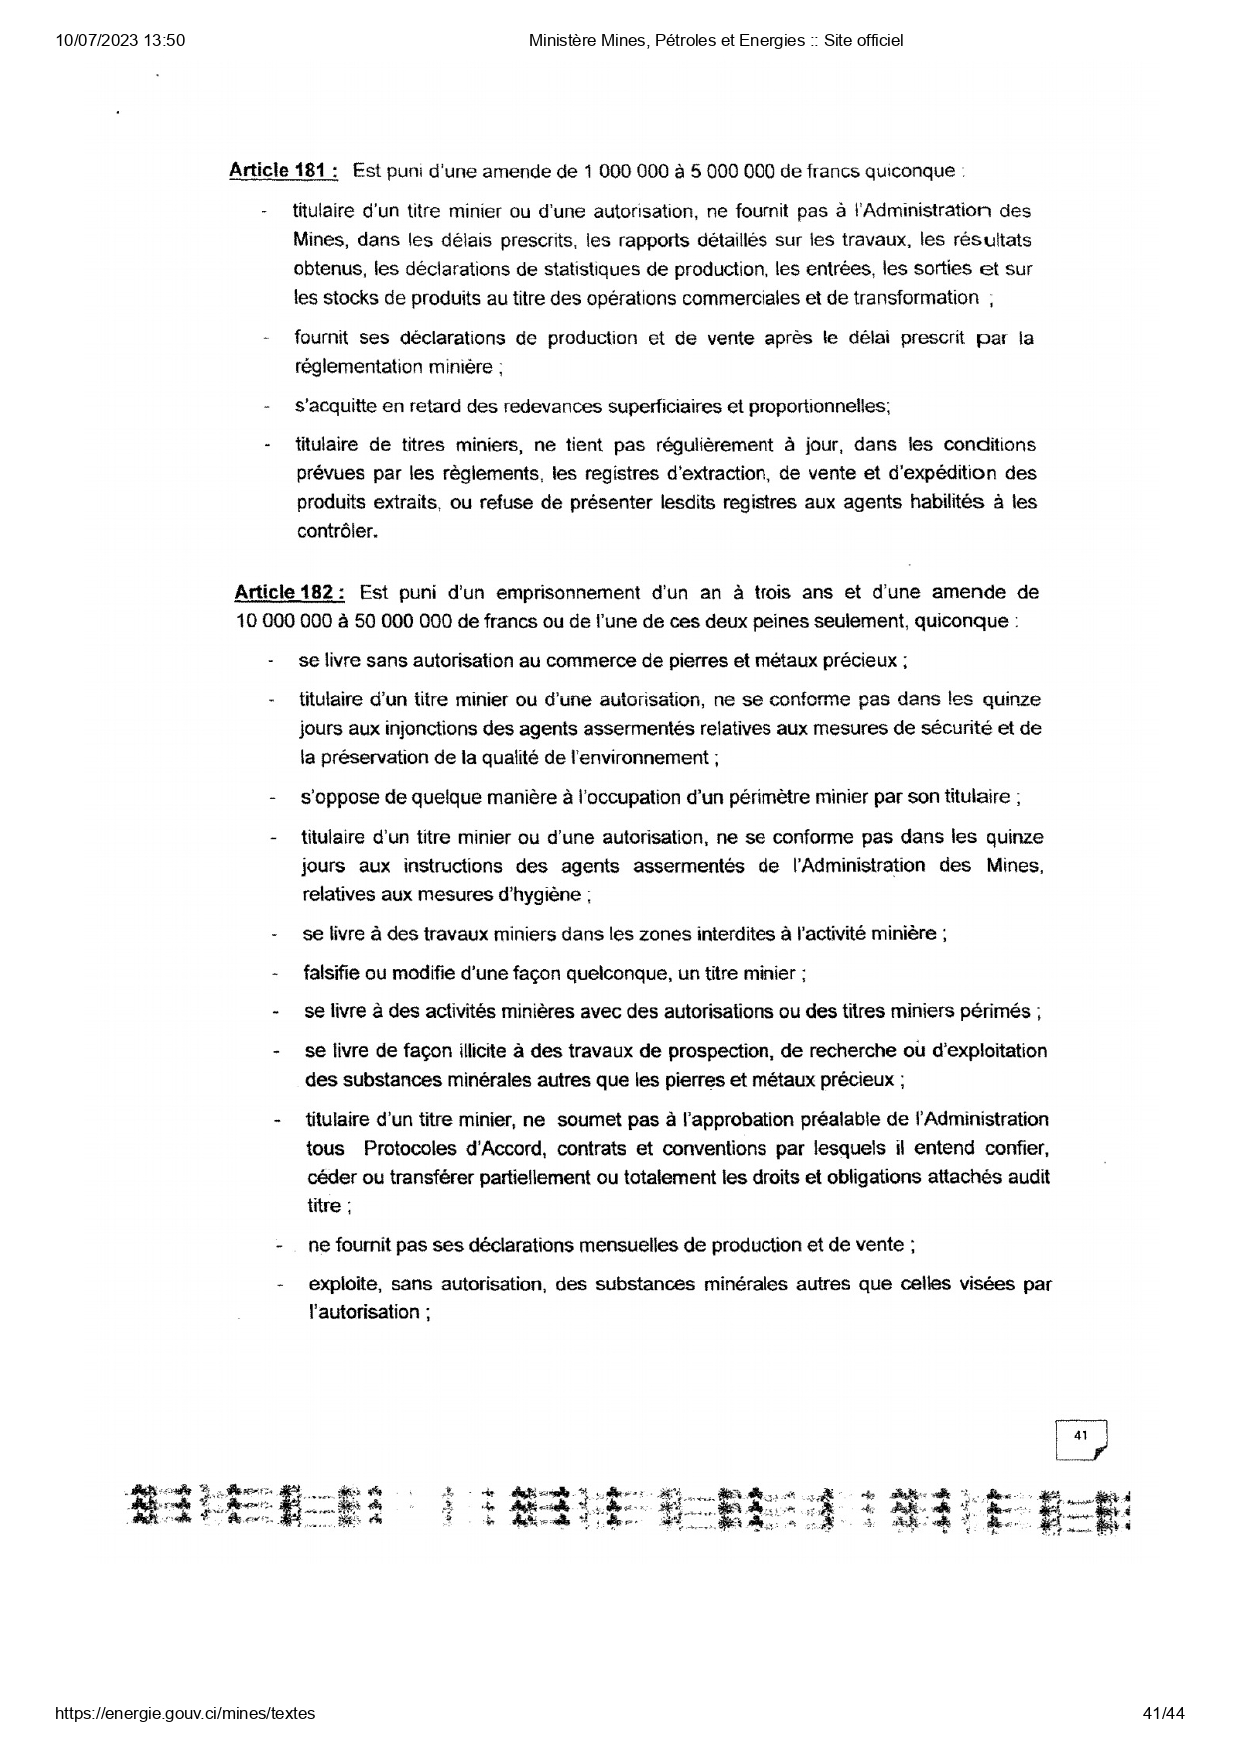 10/07/2023 13:50
Ministère Mines, Pétroles et Energies :: Site officiel
Article 181 : Est puni d'une amende de 1 000 000 à 5 000 000 de francs quiconque :
- titulaire d'un titre minier ou d'une autorisation, ne fournit pas à l'Administration des
Mines, dans les délais prescrits, les rapports détaillés sur les travaux, les résultats
obtenus, les déclarations de statistiques de production, les entrées, les sorties et sur
les stocks de produits au titre des opérations commerciales et de transformation ;
- fournit ses déclarations de production et de vente après le délai prescrit par la
réglementation minière ;
- s'acquitte en retard des redevances superficiaires et proportionnelles;
- titulaire de titres miniers, ne tient pas régulièrement à jour, dans les conditions
prévues par les règlements, les registres d'extraction, de vente et d'expédition des
produits extraits, ou refuse de présenter lesdits registres aux agents habilités à les
contrôler.
Article 182 : Est puni d'un emprisonnement d'un an à trois ans et d'une amende de
10 000 000 à 50 000 000 de francs ou de l'une de ces deux peines seulement, quiconque :
- se livre sans autorisation au commerce de pierres et métaux précieux ;
- titulaire d'un titre minier ou d'une autorisation, ne se conforme pas dans les quinze
jours aux injonctions des agents assermentés relatives aux mesures de sécurité et de
la préservation de la qualité de l'environnement ;
- s'oppose de quelque manière à l'occupation d'un périmètre minier par son titulaire ;
- titulaire d'un titre minier ou d'une autorisation, ne se conforme pas dans les quinze
jours aux instructions des agents assermentés de l'Administration des Mines,
relatives aux mesures d'hygiène ;
- se livre à des travaux miniers dans les zones interdites à l'activité minière ;
- falsifie ou modifie d'une façon quelconque, un titre minier ;
- se livre à des activités minières avec des autorisations ou des titres miniers périmés ;
- se livre de façon illicite à des travaux de prospection, de recherche ou d'exploitation
des substances minérales autres que les pierres et métaux précieux ;
- titulaire d'un titre minier, ne soumet pas à l'approbation préalable de l'Administration
tous Protocoles d'Accord, contrats et conventions par lesquels il entend confier,
céder ou transférer partiellement ou totalement les droits et obligations attachés audit
titre ;
- ne fournit pas ses déclarations mensuelles de production et de vente ;
- exploite, sans autorisation, des substances minérales autres que celles visées par
l'autorisation ;
41
https://energie.gouv.ci/mines/textes
41/44